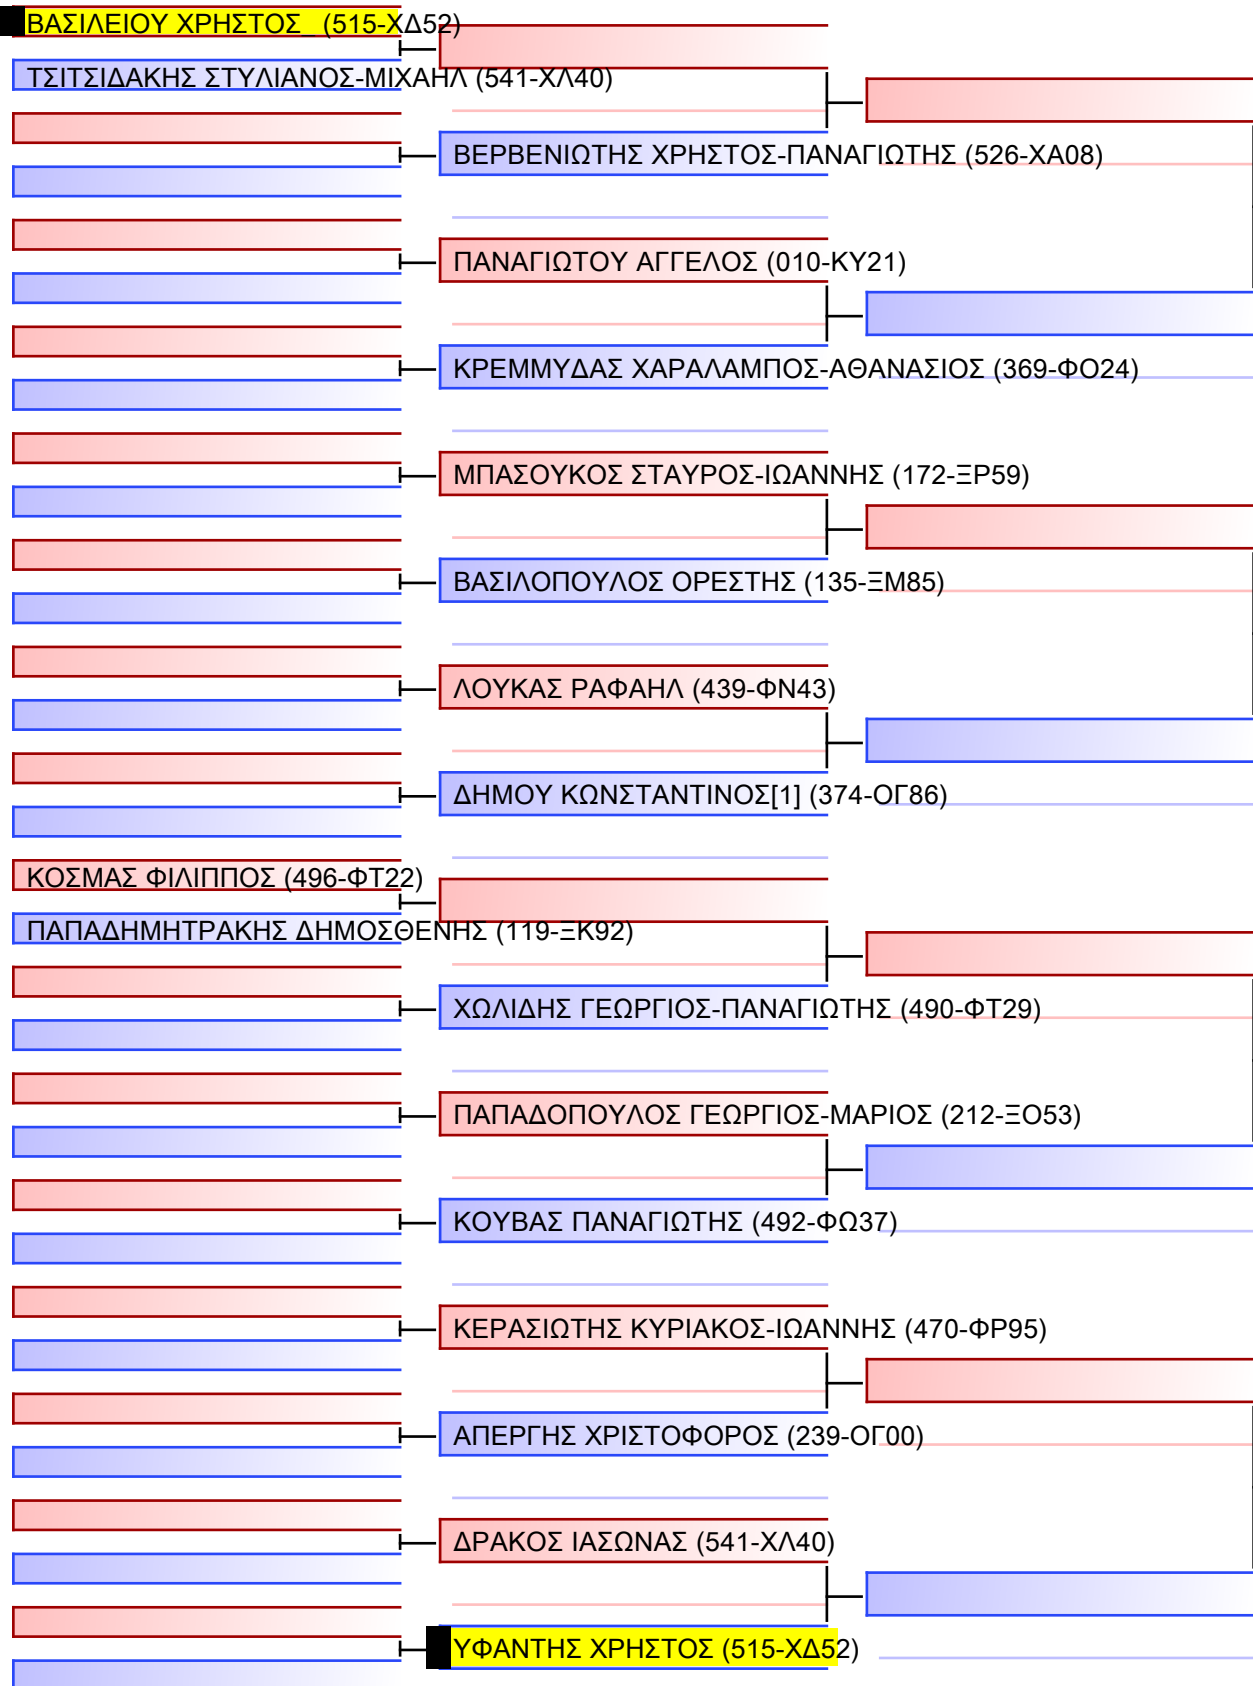 ΒΑΣΙΛΕΙΟΥ ΧΡΗΣΤΟΣ_ (515-ΧΔ52)
ΤΣΙΤΣΙΔΑΚΗΣ ΣΤΥΛΙΑΝΟΣ-ΜΙΧΑΗΛ (541-ΧΛ40)
ΒΕΡΒΕΝΙΩΤΗΣ ΧΡΗΣΤΟΣ-ΠΑΝΑΓΙΩΤΗΣ (526-ΧΑ08)
ΠΑΝΑΓΙΩΤΟΥ ΑΓΓΕΛΟΣ (010-ΚΥ21)
ΚΡΕΜΜΥΔΑΣ ΧΑΡΑΛΑΜΠΟΣ-ΑΘΑΝΑΣΙΟΣ (369-ΦΟ24)
ΜΠΑΣΟΥΚΟΣ ΣΤΑΥΡΟΣ-ΙΩΑΝΝΗΣ (172-ΞΡ59)
ΒΑΣΙΛΟΠΟΥΛΟΣ ΟΡΕΣΤΗΣ (135-ΞΜ85)
ΛΟΥΚΑΣ ΡΑΦΑΗΛ (439-ΦΝ43)
ΔΗΜΟΥ ΚΩΝΣΤΑΝΤΙΝΟΣ[1] (374-ΟΓ86)
ΚΟΣΜΑΣ ΦΙΛΙΠΠΟΣ (496-ΦΤ22)
ΠΑΠΑΔΗΜΗΤΡΑΚΗΣ ΔΗΜΟΣΘΕΝΗΣ (119-ΞΚ92)
ΧΩΛΙΔΗΣ ΓΕΩΡΓΙΟΣ-ΠΑΝΑΓΙΩΤΗΣ (490-ΦΤ29)
ΠΑΠΑΔΟΠΟΥΛΟΣ ΓΕΩΡΓΙΟΣ-ΜΑΡΙΟΣ (212-ΞΟ53)
ΚΟΥΒΑΣ ΠΑΝΑΓΙΩΤΗΣ (492-ΦΩ37)
ΚΕΡΑΣΙΩΤΗΣ ΚΥΡΙΑΚΟΣ-ΙΩΑΝΝΗΣ (470-ΦΡ95)
ΑΠΕΡΓΗΣ ΧΡΙΣΤΟΦΟΡΟΣ (239-ΟΓ00)
ΔΡΑΚΟΣ ΙΑΣΩΝΑΣ (541-ΧΛ40)
ΥΦΑΝΤΗΣ ΧΡΗΣΤΟΣ (515-ΧΔ52)